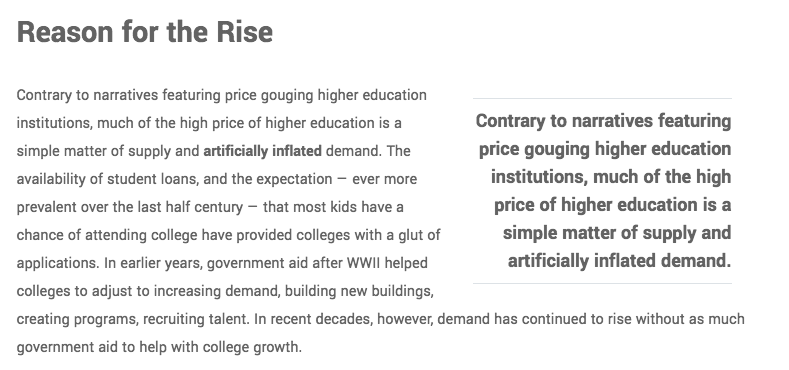 Reason for the Rise
Contrary to narratives featuring price gouging higher education
institutions, much of the high price of higher education is a
simple matter of supply and artificially inflated demand. The
availability of student loans, and the expectation — ever more
prevalent over the last half century — that most kids have a
chance of attending college have provided colleges with a glut of
applications. In earlier years, government aid after WWII helped
colleges to adjust to increasing demand, building new buildings,
creating programs, recruiting talent. In recent decades, however, demand has continued to rise without as much
government aid to help with college growth.
Contrary to narratives featuring
price gouging higher education
institutions, much of the high
price of higher education is a
simple matter of supply and
artificially inflated demand.